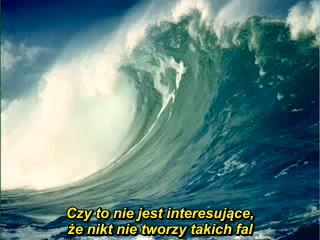 Czy to nie jest interesujące,
że nikt nie tworzy takich fal